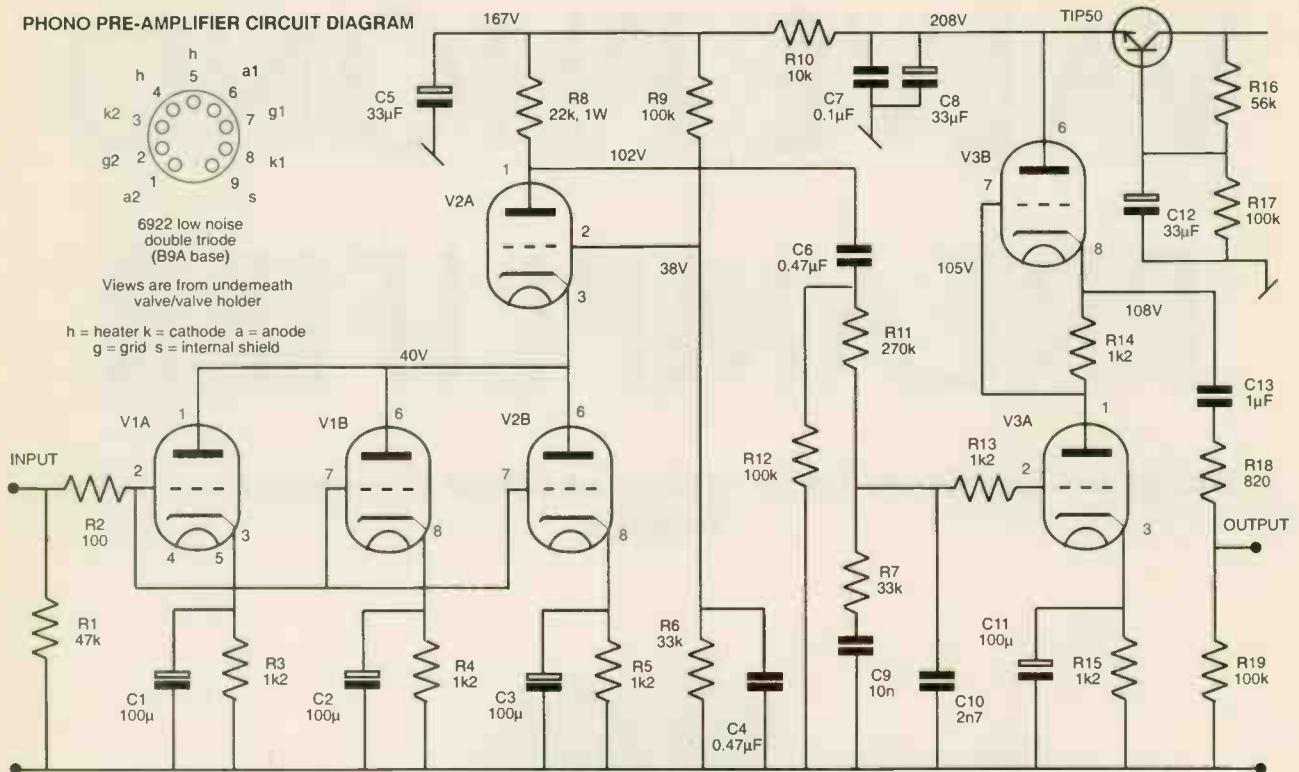 PHONO PRE-AMPLIFIER CIRCUIT DIAGRAM
167V
208V
TIP50
h
h
a1
4
5
6
k2
3
7
g1
g2
2
8
k1
1
9
a2
s
6922 low noise
double triode
(B9A base)
Views are from underneath
valve/valve holder
h = heater k = cathode a = anode
g = grid s = internal shield
C5
33µF
R8
22k, 1W
R9
100k
R10
10k
C7
0.1µF
C8
33µF
R16
56k
102V
1
V2A
2
3
38V
C6
0.47µF
V3B
6
7
8
105V
108V
C12
33µF
R17
100k
R11
270k
R14
1k2
C13
1µF
40V
V1A
1
2
3
4
5
V1B
6
7
8
V2B
6
7
8
R12
100k
R13
1k2
V3A
1
2
3
R18
820
INPUT
R2
100
OUTPUT
R1
47k
C1
100µ
R3
1k2
C2
100µ
R4
1k2
C3
100µ
R5
1k2
R6
33k
C4
0.47µF
R7
33k
C9
10n
C10
2n7
C11
100µ
R15
1k2
R19
100k